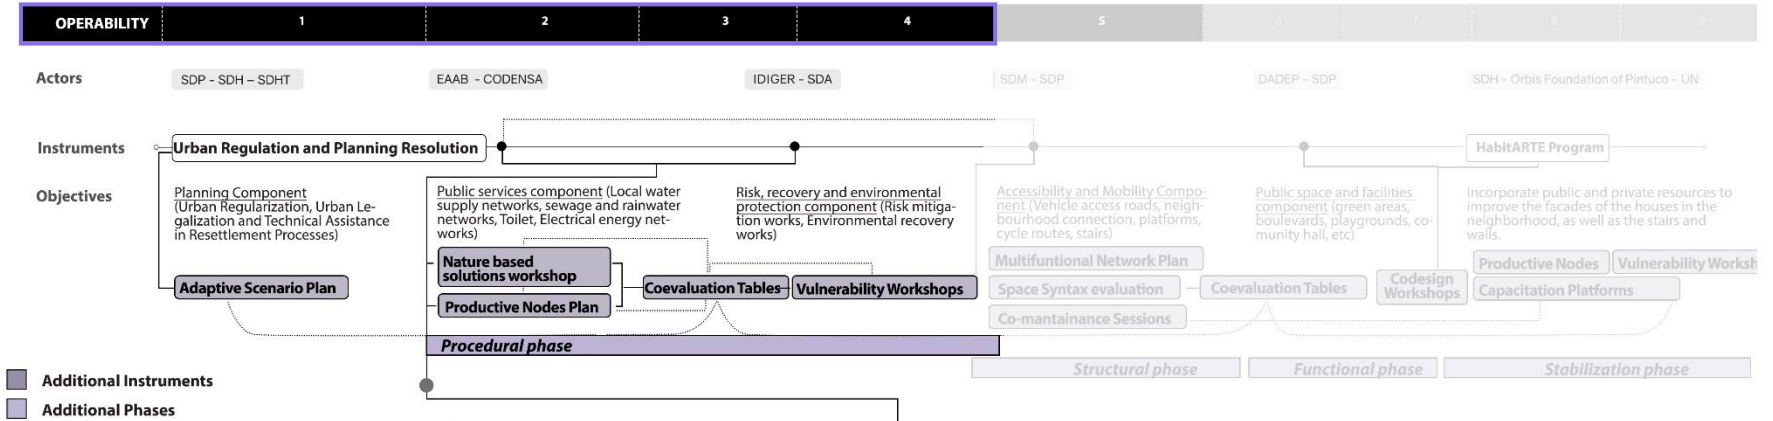 OPERABILITY 1 2 3 4 5 6 7 8 9
Actors SDP - SDH – SDHT EAAB - CODENSA IDIGER - SDA SDM - SDP DADEP - SDP SDH - Orbis Foundation of Pintuco - UN
Instruments Urban Regulation and Planning Resolution HabitARTE Program
Objectives
Planning Component
(Urban Regularization, Urban Le-
galization and Technical Assistance
in Resettlement Processes)
Public services component (Local water
supply networks, sewage and rainwater
networks, Toilet, Electrical energy net-
works)
Risk, recovery and environmental
protection component (Risk mitiga-
tion works, Environmental recovery
works)
Accessibility and Mobility Compo-
nent (Vehicle access roads, neigh-
bourhood connection, platforms,
cycle routes, stairs)
Public space and facilities
component (green areas,
boulevards, playgrounds, co-
munity hall, etc)
Incorporate public and private resources to
improve the facades of the houses in the
neighborhood, as well as the stairs and
walls.
Adaptive Scenario Plan
Nature based
solutions workshop
Productive Nodes Plan
Coevaluation Tables
Vulnerability Workshops
Multifuntional Network Plan
Space Syntax evaluation
Co-mantainance Sessions
Coevaluation Tables
Codesign
Workshops
Productive Nodes
Vulnerability Worksh
Capacitation Platforms
Procedural phase
Structural phase
Functional phase
Stabilization phase
Additional Instruments
Additional Phases